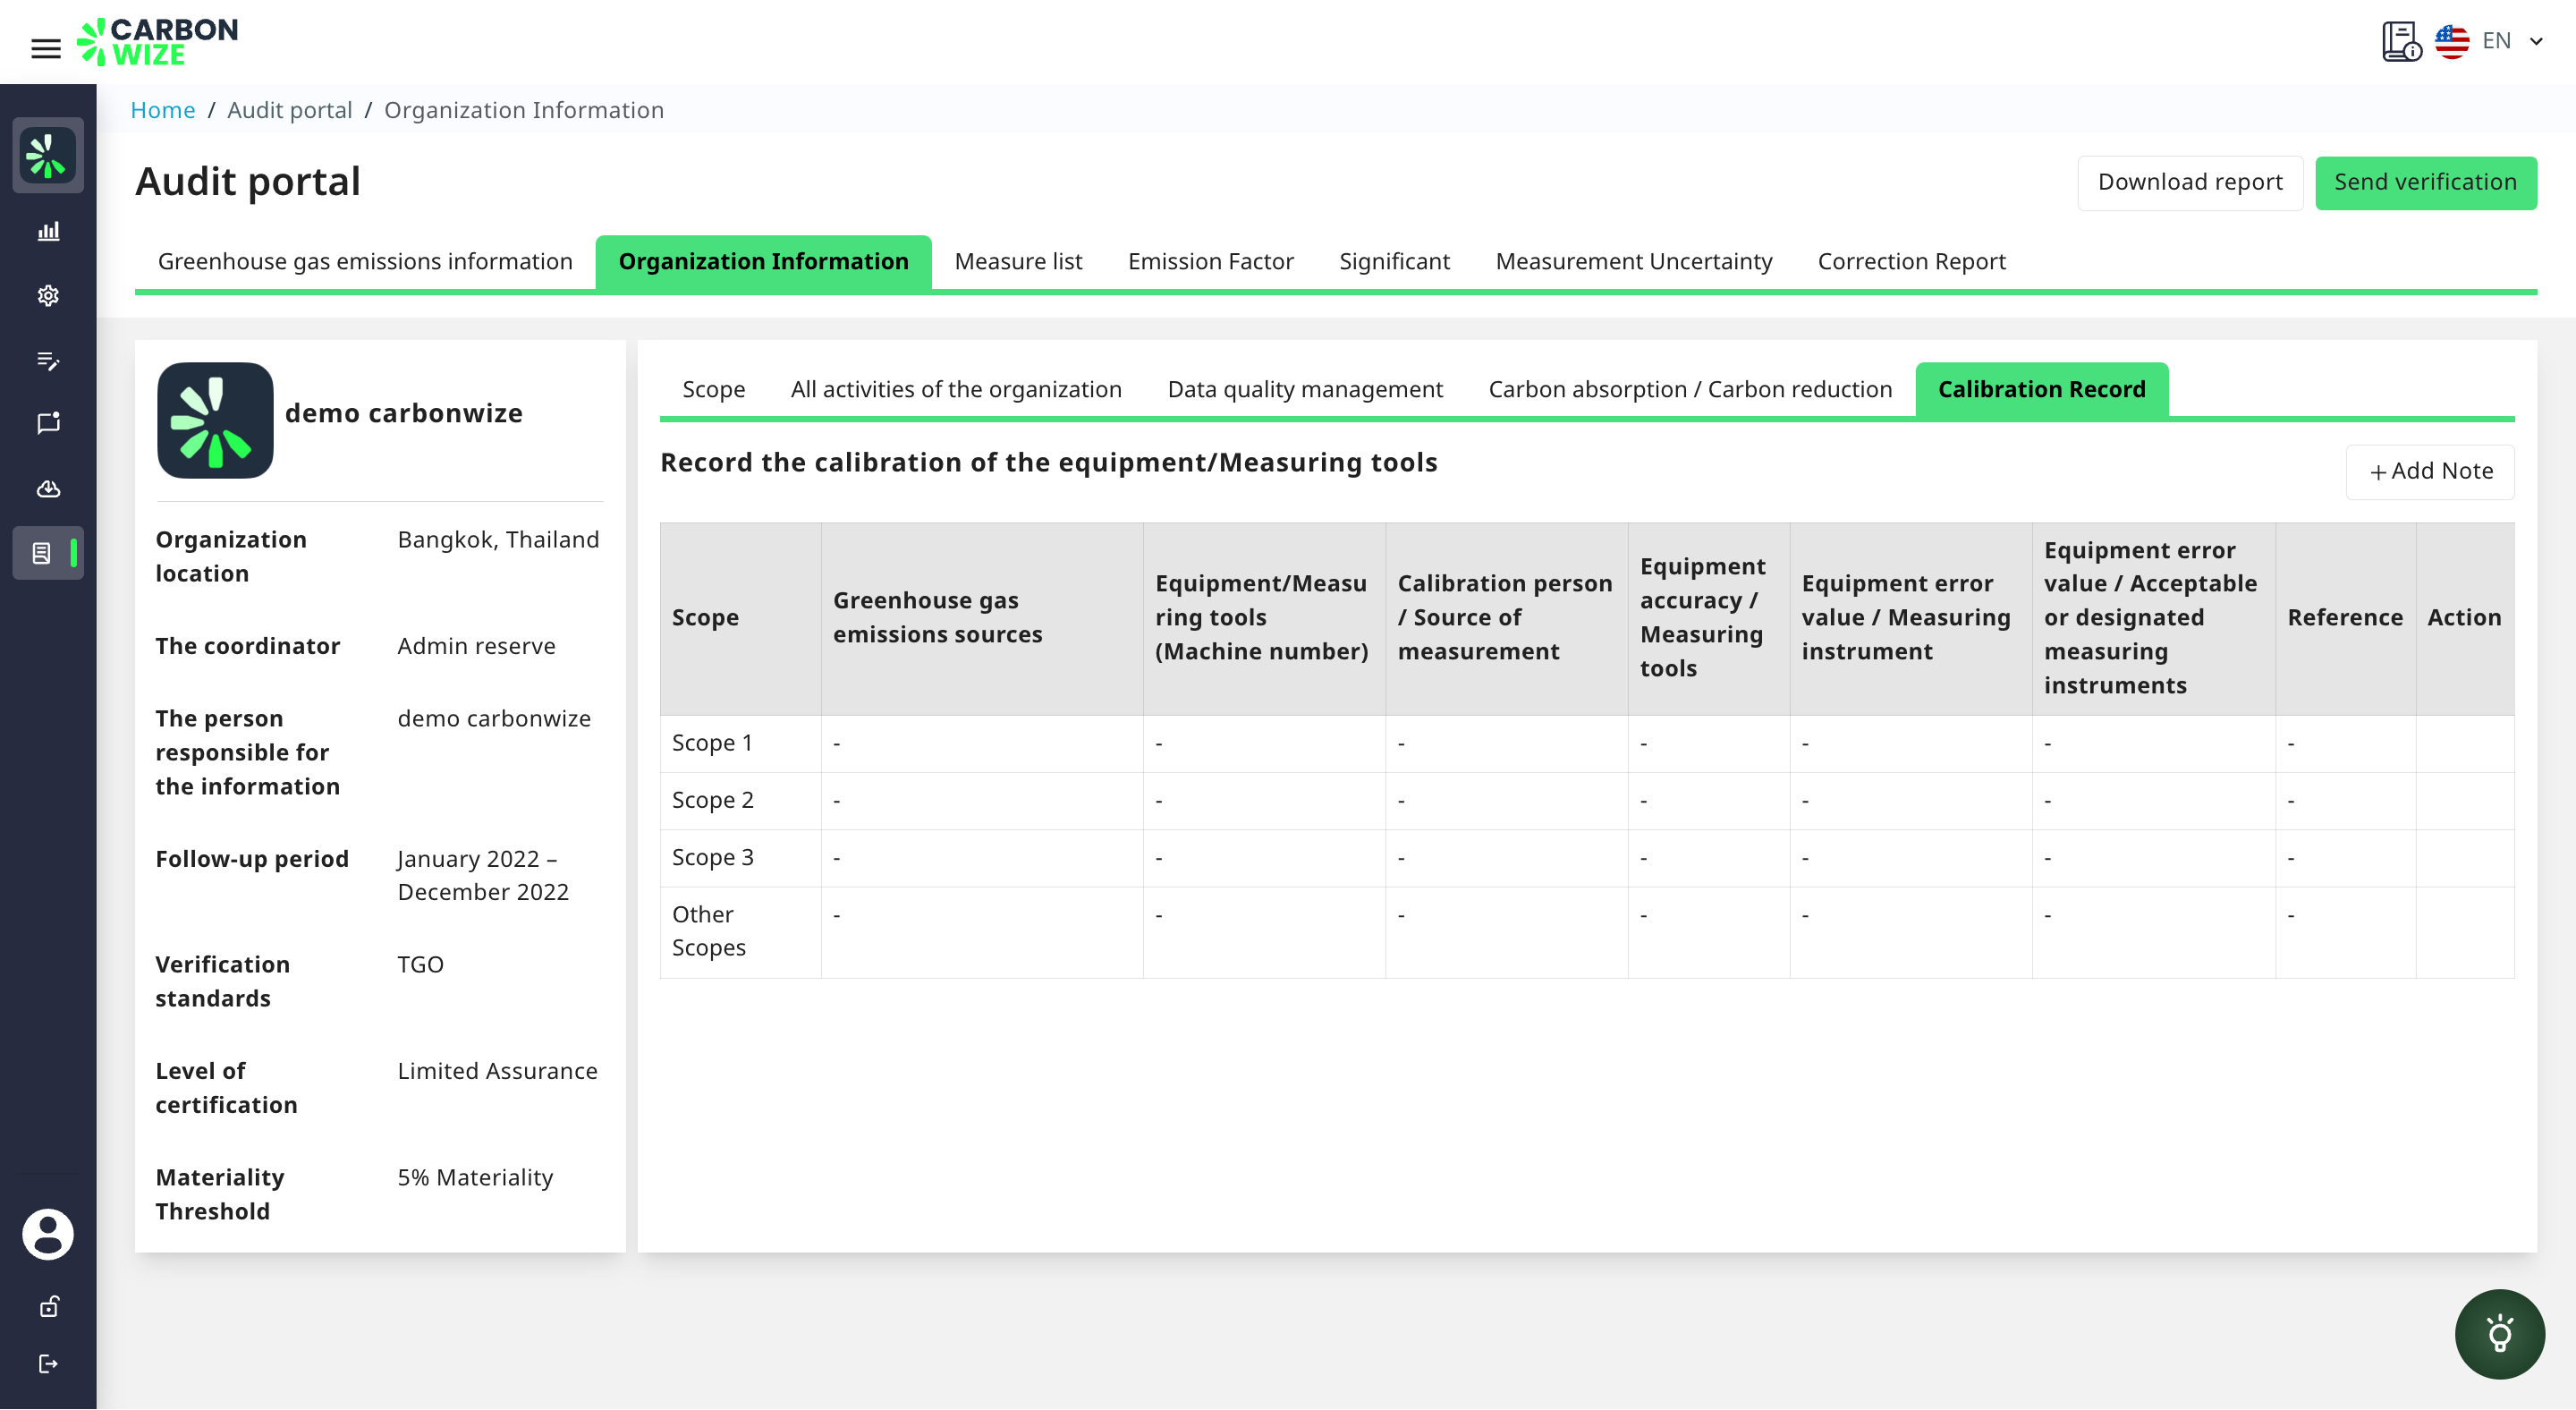 CARBON
WIZE
EN
Home / Audit portal / Organization Information
Audit portal
Download report
Send verification
Greenhouse gas emissions information
Organization Information
Measure list
Emission Factor
Significant
Measurement Uncertainty
Correction Report
demo carbonwize
Organization
location
Bangkok, Thailand
The coordinator
Admin reserve
The person
responsible for
the information
demo carbonwize
Follow-up period
January 2022 –
December 2022
Verification
standards
TGO
Level of
certification
Limited Assurance
Materiality
Threshold
5% Materiality
Scope
All activities of the organization
Data quality management
Carbon absorption / Carbon reduction
Calibration Record
Record the calibration of the equipment/Measuring tools
+Add Note
Scope
Greenhouse gas
emissions sources
Equipment/Measu
ring tools
(Machine number)
Calibration person
/ Source of
measurement
Equipment
accuracy /
Measuring
tools
Equipment error
value / Measuring
instrument
Equipment error
value / Acceptable
or designated
measuring
instruments
Reference
Action
Scope 1 - - - - - - -
Scope 2 - - - - - - -
Scope 3 - - - - - - -
Other
Scopes - - - - - - -